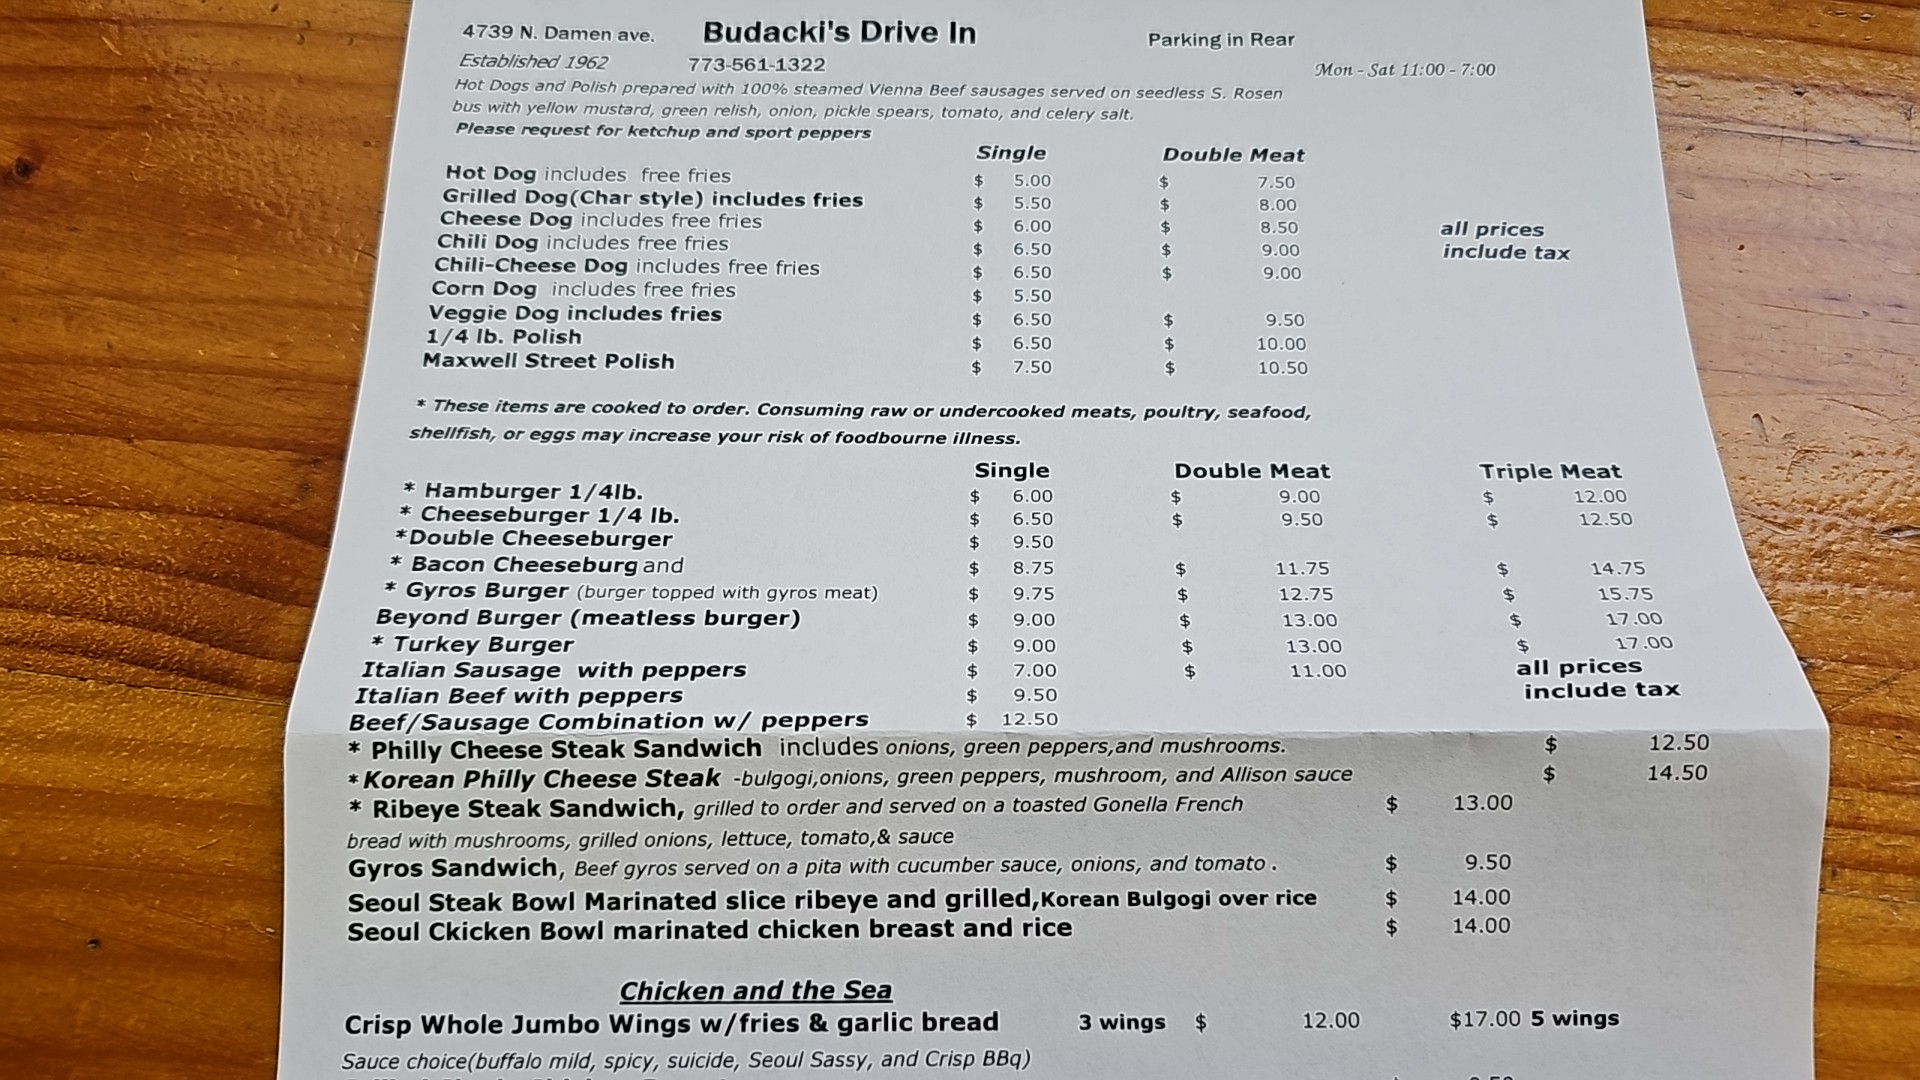 4739 N. Damen ave. Budacki's Drive In Parking in Rear
Established 1962 773-561-1322 Mon - Sat 11:00 - 7:00
Hot Dogs and Polish prepared with 100% steamed Vienna Beef sausages served on seedless S. Rosen
bus with yellow mustard, green relish, onion, pickle spears, tomato, and celery salt.
Please request for ketchup and sport peppers
Single Double Meat
Hot Dog includes free fries $ 5.00 $ 7.50
Grilled Dog(Char style) includes fries $ 5.50 $ 8.00
Cheese Dog includes free fries $ 6.00 $ 8.50 all prices
Chili Dog includes free fries $ 6.50 $ 9.00 include tax
Chili-Cheese Dog includes free fries $ 6.50 $ 9.00
Corn Dog includes free fries $ 5.50
Veggie Dog includes fries $ 6.50 $ 9.50
1/4 lb. Polish $ 6.50 $ 10.00
Maxwell Street Polish $ 7.50 $ 10.50
* These items are cooked to order. Consuming raw or undercooked meats, poultry, seafood,
shellfish, or eggs may increase your risk of foodbourne illness.
Single Double Meat Triple Meat
* Hamburger 1/4lb. $ 6.00 $ 9.00 $ 12.00
* Cheeseburger 1/4 lb. $ 6.50 $ 9.50 $ 12.50
*Double Cheeseburger $ 9.50
* Bacon Cheeseburg and $ 8.75 $ 11.75 $ 14.75
* Gyros Burger (burger topped with gyros meat) $ 9.75 $ 12.75 $ 15.75
Beyond Burger (meatless burger) $ 9.00 $ 13.00 $ 17.00
* Turkey Burger $ 9.00 $ 13.00 $ 17.00
Italian Sausage with peppers $ 7.00 $ 11.00 all prices
Italian Beef with peppers $ 9.50 include tax
Beef/Sausage Combination w/ peppers $ 12.50
* Philly Cheese Steak Sandwich includes onions, green peppers,and mushrooms. $ 12.50
* Korean Philly Cheese Steak -bulgogi,onions, green peppers, mushroom, and Allison sauce $ 14.50
* Ribeye Steak Sandwich, grilled to order and served on a toasted Gonella French $ 13.00
bread with mushrooms, grilled onions, lettuce, tomato,& sauce
Gyros Sandwich, Beef gyros served on a pita with cucumber sauce, onions, and tomato . $ 9.50
Seoul Steak Bowl Marinated slice ribeye and grilled,Korean Bulgogi over rice $ 14.00
Seoul Ckicken Bowl marinated chicken breast and rice $ 14.00
Chicken and the Sea
Crisp Whole Jumbo Wings w/fries & garlic bread 3 wings $ 12.00 $17.00 5 wings
Sauce choice(buffalo mild, spicy, suicide, Seoul Sassy, and Crisp BBq)